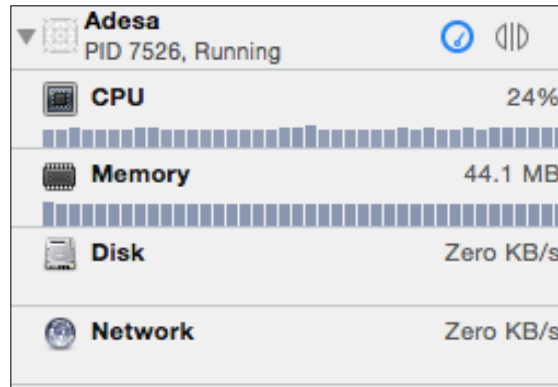 Adesa
PID 7526, Running
CPU 24%
Memory 44.1 MB
Disk Zero KB/s
Network Zero KB/s